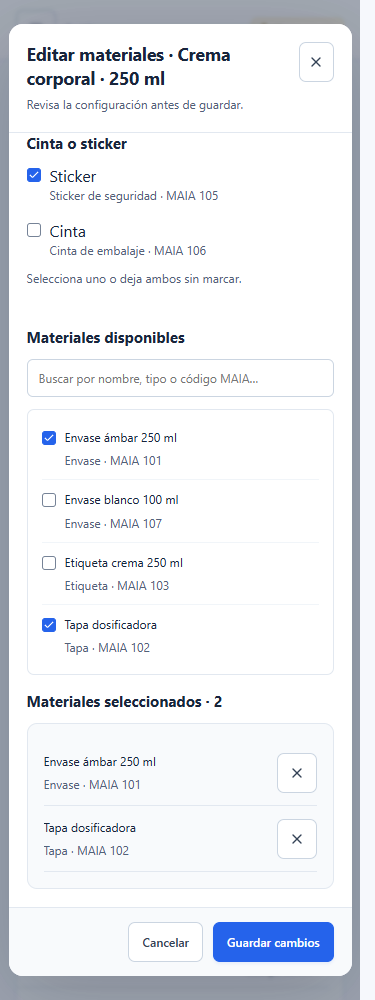 Editar materiales · Crema
corporal · 250 ml
Revisa la configuración antes de guardar.
Cinta o sticker
Sticker
Sticker de seguridad · MAIA 105
Cinta
Cinta de embalaje · MAIA 106
Selecciona uno o deja ambos sin marcar.
Materiales disponibles
Buscar por nombre, tipo o código MAIA...
Envase ámbar 250 ml
Envase · MAIA 101
Envase blanco 100 ml
Envase · MAIA 107
Etiqueta crema 250 ml
Etiqueta · MAIA 103
Tapa dosificadora
Tapa · MAIA 102
Materiales seleccionados · 2
Envase ámbar 250 ml
Envase · MAIA 101
Tapa dosificadora
Tapa · MAIA 102
Cancelar
Guardar cambios